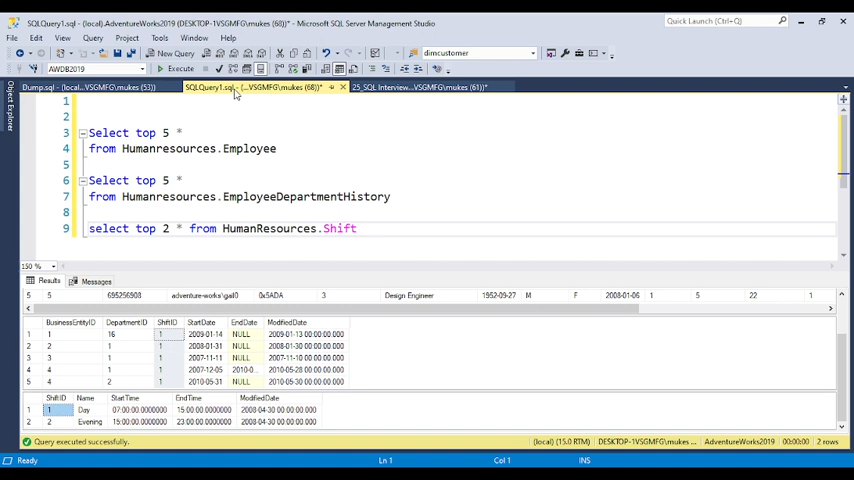 SQLQuery1.sql - (local).AdventureWorks2019 (DESKTOP-1VSGMFG\mukes (68))* - Microsoft SQL Server Management Studio
Quick Launch (Ctrl+Q)
File Edit View Query Project Tools Window Help
New Query
dimcustomer
AWDB2019
Execute
Dump.sql - (local...VSGMFG\mukes (53))
SQLQuery1.sql - (...VSGMFG\mukes (68))*
25_SQL Interview...VSGMFG\mukes (61))*
Object Explorer
1
2
3 Select top 5 *
4 from Humanresources.Employee
5
6 Select top 5 *
7 from Humanresources.EmployeeDepartmentHistory
8
9 select top 2 * from HumanResources.Shift
150 %
Results Messages
5 5 695256908 adventure-works\gail0 0x5ADA 3 Design Engineer 1952-09-27 M F 2008-01-06 1 5 22 1
BusinessEntityID DepartmentID ShiftID StartDate EndDate ModifiedDate
1 1 16 1 2009-01-14 NULL 2009-01-13 00:00:00.000
2 2 1 1 2008-01-31 NULL 2008-01-30 00:00:00.000
3 3 1 1 2007-11-11 NULL 2007-11-10 00:00:00.000
4 4 1 1 2007-12-05 2010-0... 2010-05-28 00:00:00.000
5 4 2 1 2010-05-31 NULL 2010-05-30 00:00:00.000
ShiftID Name StartTime EndTime ModifiedDate
1 1 Day 07:00:00.0000000 15:00:00.0000000 2008-04-30 00:00:00.000
2 2 Evening 15:00:00.0000000 23:00:00.0000000 2008-04-30 00:00:00.000
Query executed successfully.
(local) (15.0 RTM) DESKTOP-1VSGMFG\mukes ... AdventureWorks2019 00:00:00 2 rows
Ready Ln 1 Col 1 INS